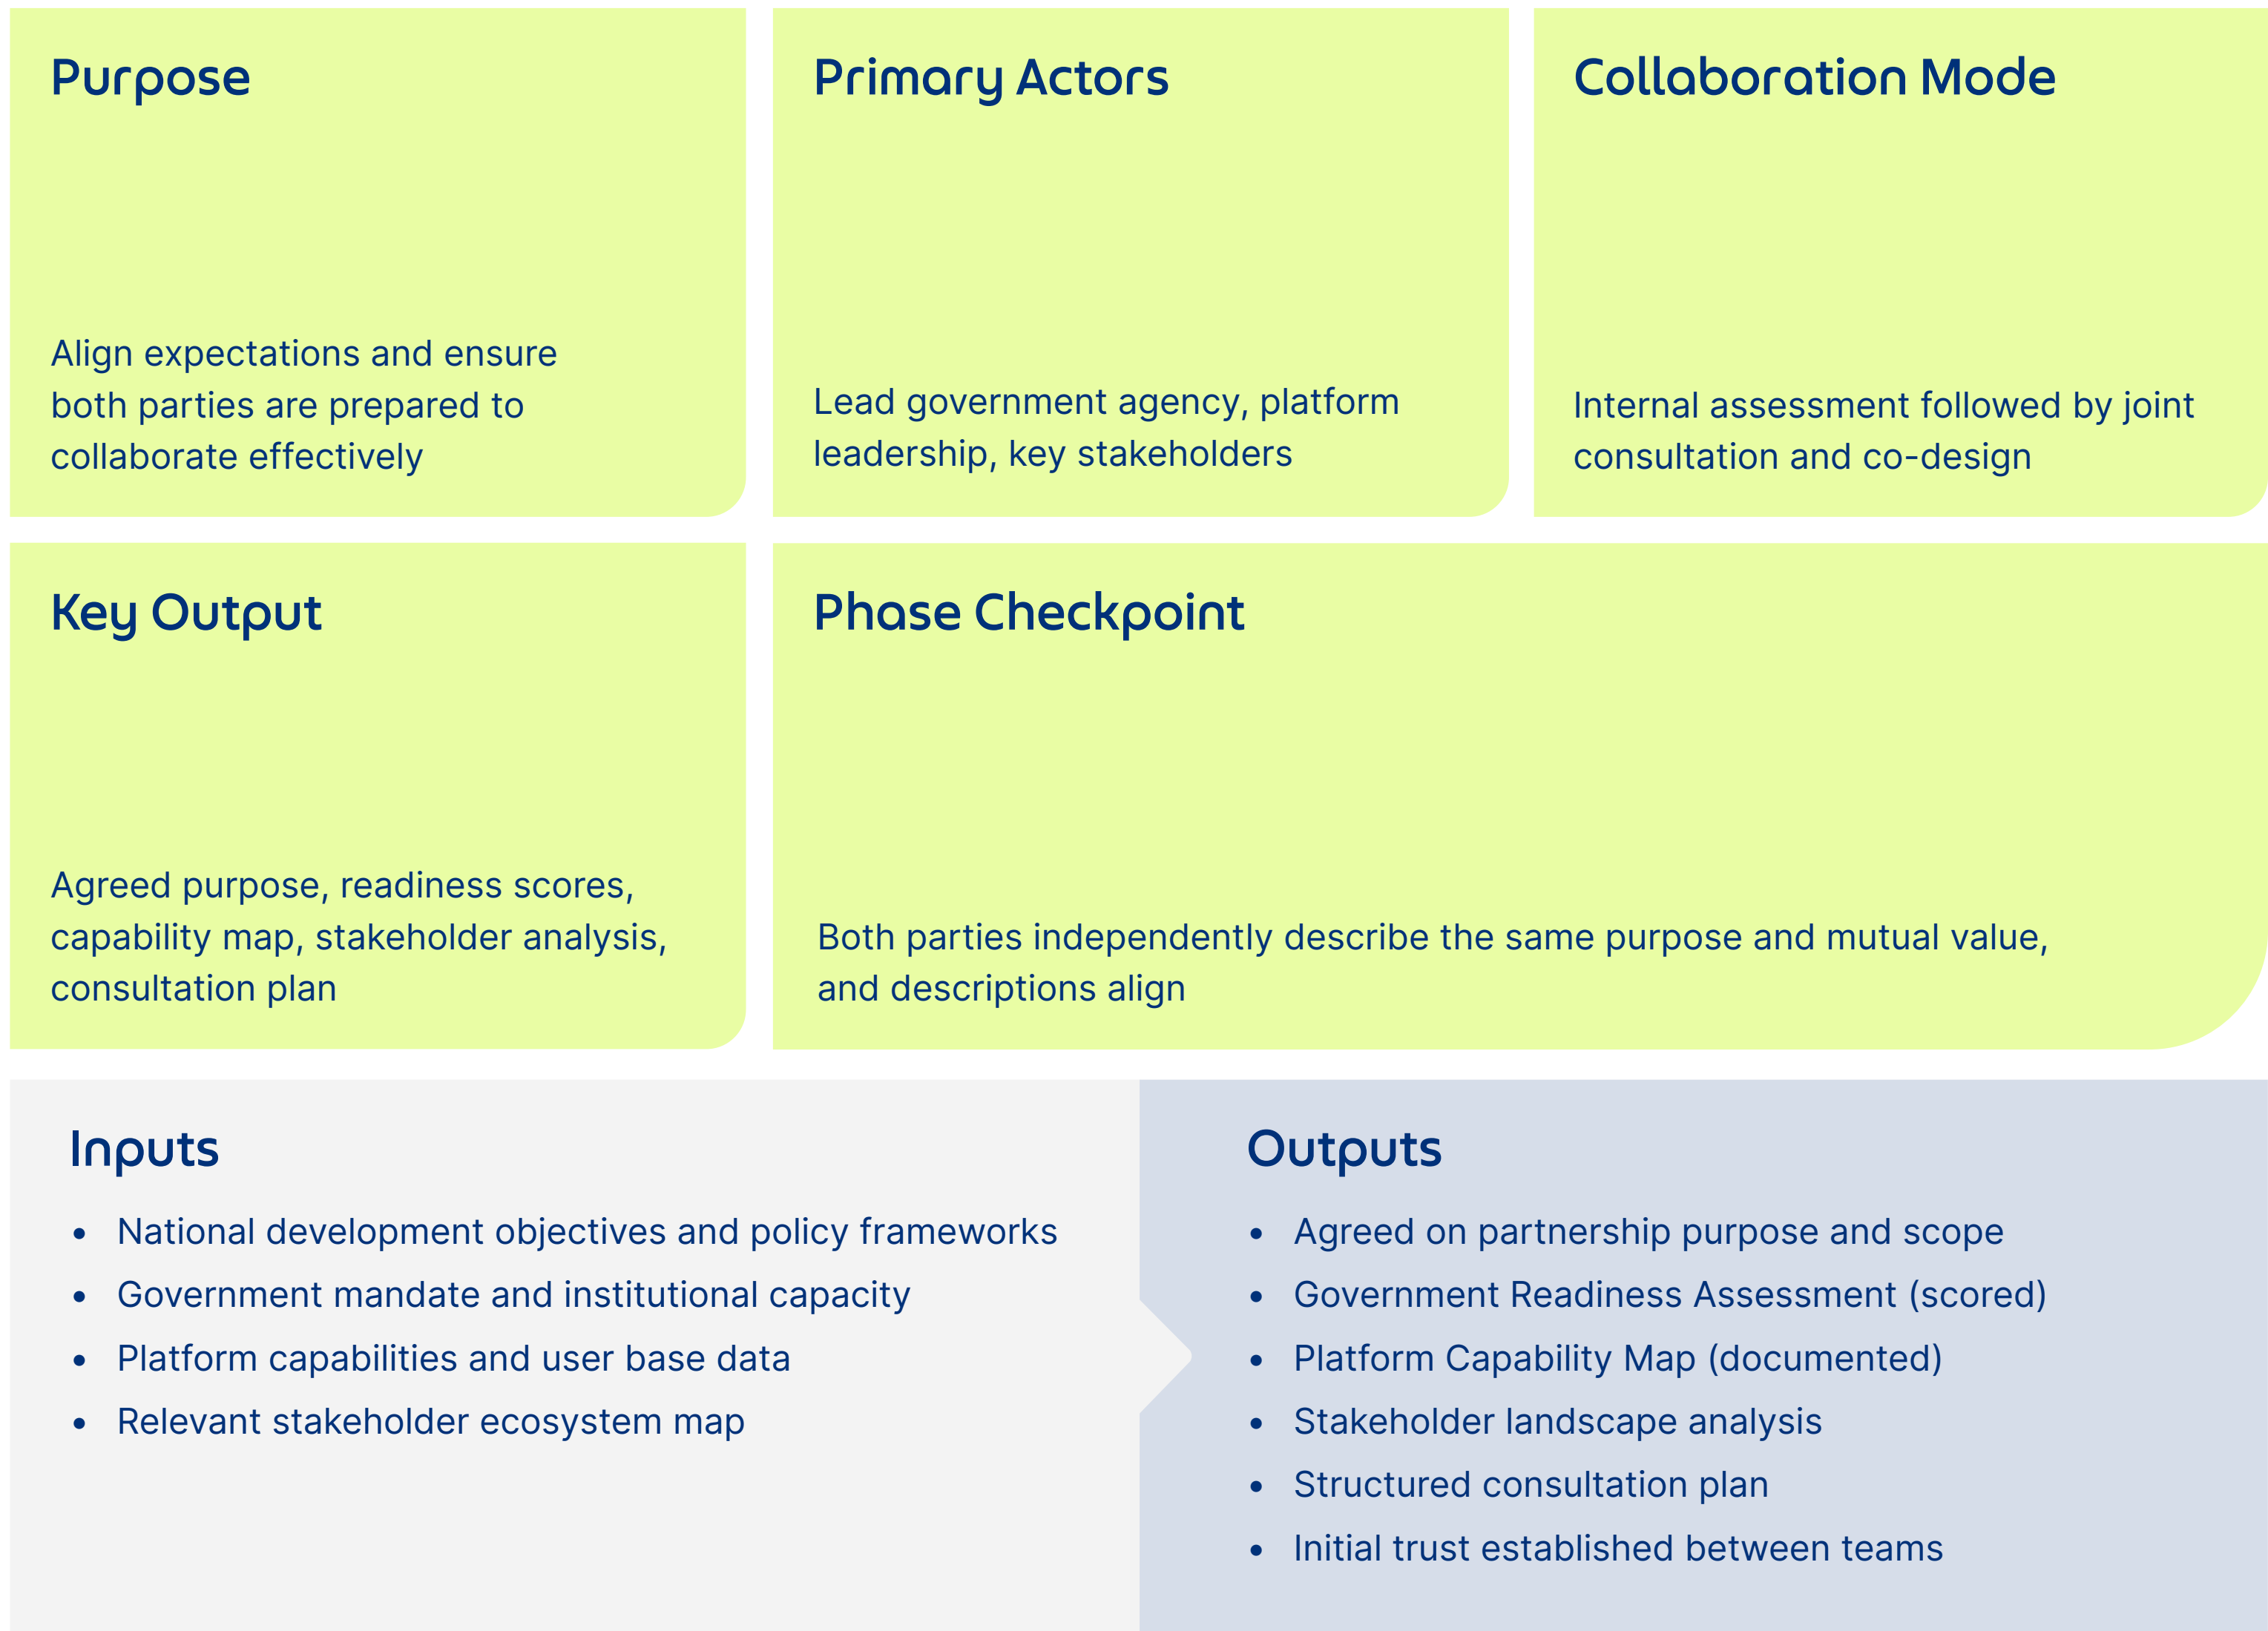 Purpose
Align expectations and ensure
both parties are prepared to
collaborate effectively
Primary Actors
Lead government agency, platform
leadership, key stakeholders
Collaboration Mode
Internal assessment followed by joint
consultation and co-design
Key Output
Agreed purpose, readiness scores,
capability map, stakeholder analysis,
consultation plan
Phase Checkpoint
Both parties independently describe the same purpose and mutual value,
and descriptions align
Inputs
• National development objectives and policy frameworks
• Government mandate and institutional capacity
• Platform capabilities and user base data
• Relevant stakeholder ecosystem map
Outputs
• Agreed on partnership purpose and scope
• Government Readiness Assessment (scored)
• Platform Capability Map (documented)
• Stakeholder landscape analysis
• Structured consultation plan
• Initial trust established between teams